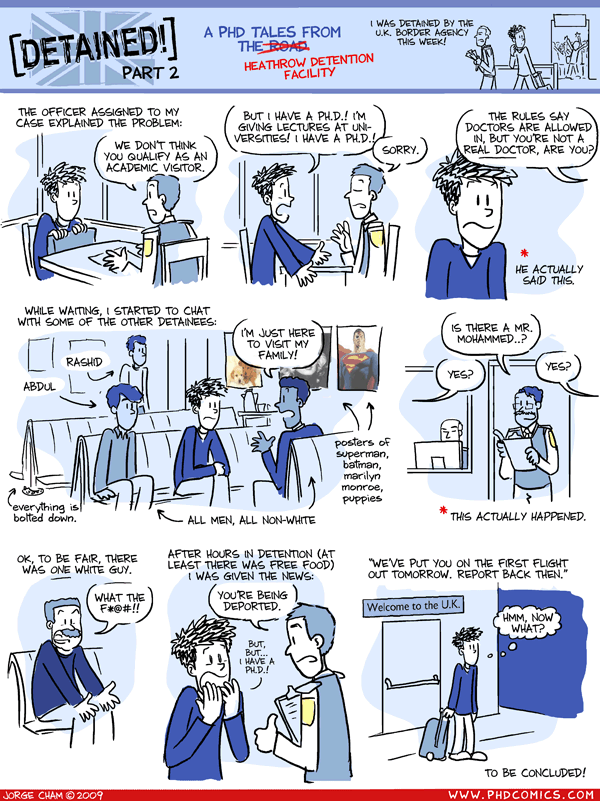 [DETAINED!]
PART 2
A PHD TALES FROM
THE ROAD
HEATHROW DETENTION
FACILITY
I WAS DETAINED BY THE
U.K. BORDER AGENCY
THIS WEEK!
THE OFFICER ASSIGNED TO MY
CASE EXPLAINED THE PROBLEM:
WE DON'T THINK
YOU QUALIFY AS AN
ACADEMIC VISITOR.
BUT I HAVE A PH.D.! I'M
GIVING LECTURES AT UNI-
VERSITIES! I HAVE A PH.D.!
SORRY.
THE RULES SAY
DOCTORS ARE ALLOWED
IN, BUT YOU'RE NOT A
REAL DOCTOR, ARE YOU?
*
HE ACTUALLY
SAID THIS.
WHILE WAITING, I STARTED TO CHAT
WITH SOME OF THE OTHER DETAINEES:
RASHID
ABDUL
I'M JUST HERE
TO VISIT MY
FAMILY!
posters of
superman,
batman,
marilyn
monroe,
puppies
everything is
bolted down.
ALL MEN, ALL NON-WHITE
IS THERE A MR.
MOHAMMED..?
YES?
YES?
* THIS ACTUALLY HAPPENED.
OK, TO BE FAIR, THERE
WAS ONE WHITE GUY.
WHAT THE
F*@#!!
AFTER HOURS IN DETENTION (AT
LEAST THERE WAS FREE FOOD)
I WAS GIVEN THE NEWS:
YOU'RE BEING
DEPORTED.
BUT,
BUT...
I HAVE A
PH.D.!
"WE'VE PUT YOU ON THE FIRST FLIGHT
OUT TOMORROW. REPORT BACK THEN."
Welcome to the U.K.
HMM, NOW
WHAT?
TO BE CONCLUDED!
JORGE CHAM © 2009
WWW.PHDCOMICS.COM